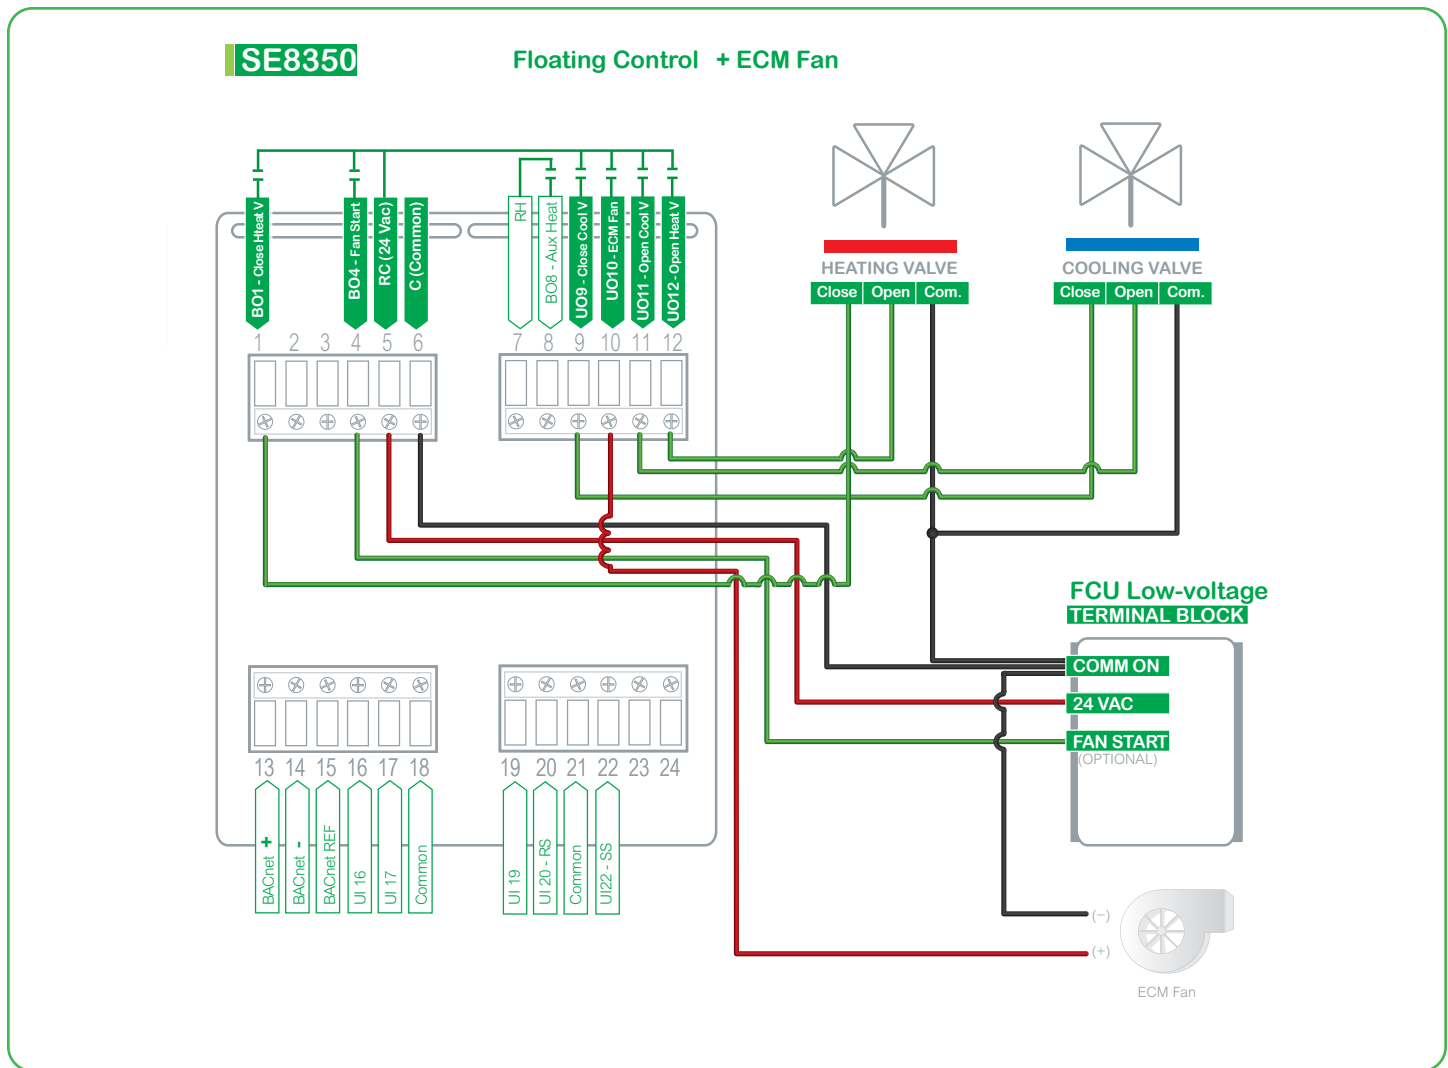 SE8350
Floating Control + ECM Fan
BO1 - Close Hteat V
BO4 - Fan Start
RC (24 Vac)
C (Common)
RH
BO8 - Aux Heat
UO9 - Close Cool V
UO10 - ECM Fan
UO11 - Open Cool V
UO12 - Open Heat V
1 2 3 4 5 6
7 8 9 10 11 12
HEATING VALVE
Close Open Com.
COOLING VALVE
Close Open Com.
FCU Low-voltage
TERMINAL BLOCK
COMM ON
24 VAC
FAN START
(OPTIONAL)
13 14 15 16 17 18
19 20 21 22 23 24
BACnet +
BACnet -
BACnet REF
UI 16
UI 17
Common
UI 19
UI 20 - RS
Common
UI22 - SS
(−)
(+)
ECM Fan